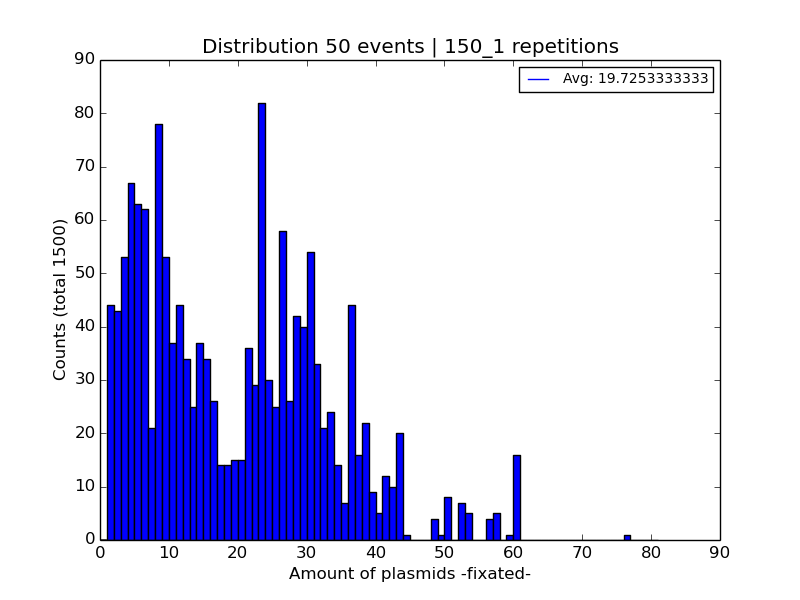 Distribution 50 events | 150_1 repetitions
Avg: 19.7253333333
90
80
70
60
50
40
30
20
10
0
Counts (total 1500)
0 10 20 30 40 50 60 70 80 90
Amount of plasmids -fixated-